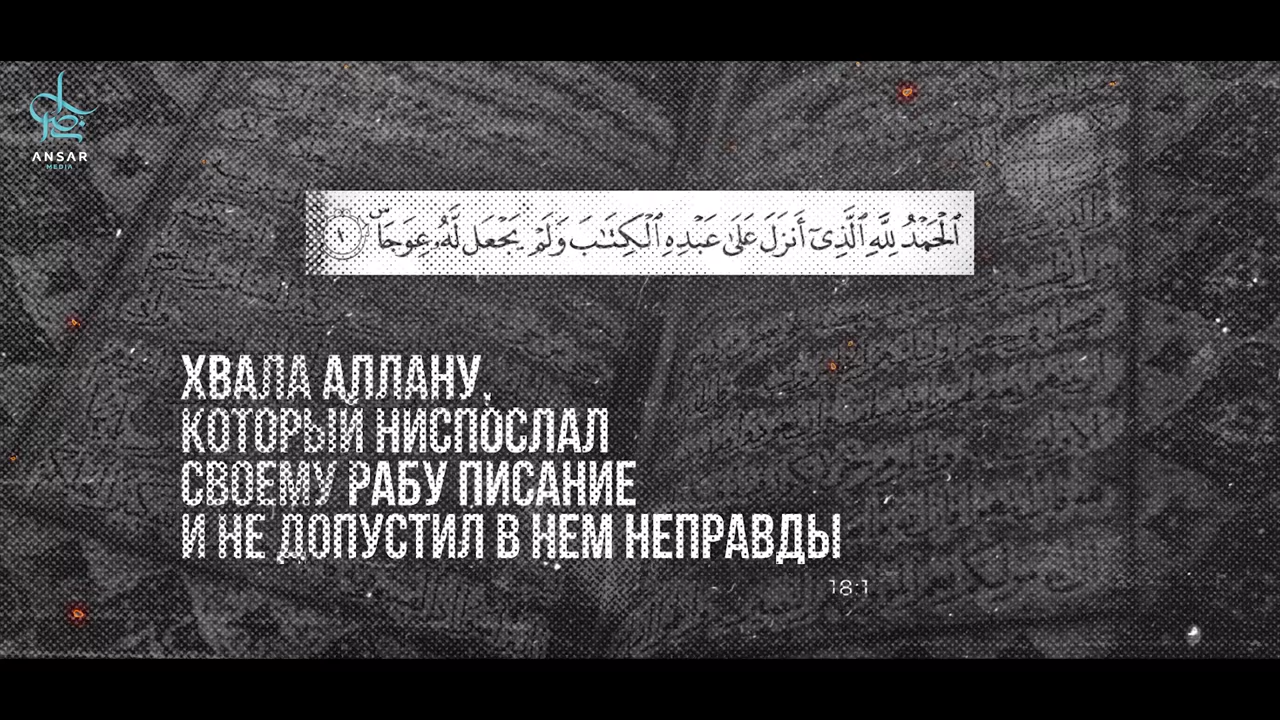 ANSAR
MEDIA
ٱلْحَمْدُ لِلَّهِ ٱلَّذِىٓ أَنزَلَ عَلَىٰ عَبْدِهِ ٱلْكِتَـٰبَ وَلَمْ يَجْعَل لَّهُۥ عِوَجَاۜ ١
ХВАЛА АЛЛАHУ,
КОТОРЫЙ НИСПОСЛАЛ
СВОЕМУ РАБУ ПИСАНИЕ
И НЕ ДОПУСТИЛ В НЕМ НЕПРАВДЫ
18:1